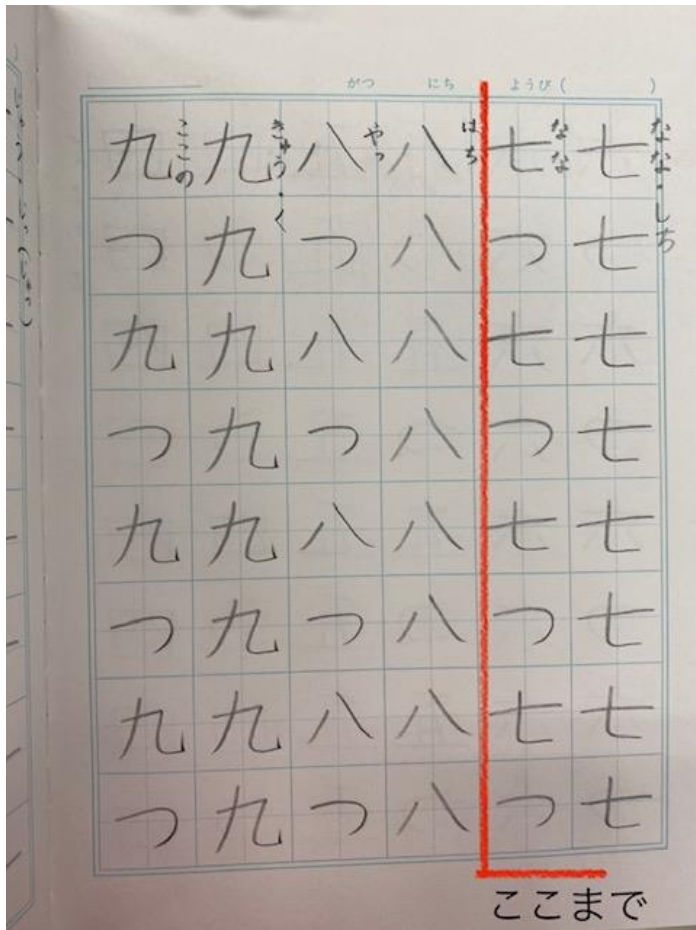 がつ にち ようび( )
なな・しち
七七七七七七七七
なな
七つ七つ七つ七つ
はち
八八八八八八八八
やっ
八つ八つ八つ八つ
きゅう・く
九九九九九九九九
ここの
九つ九つ九つ九つ
ここまで